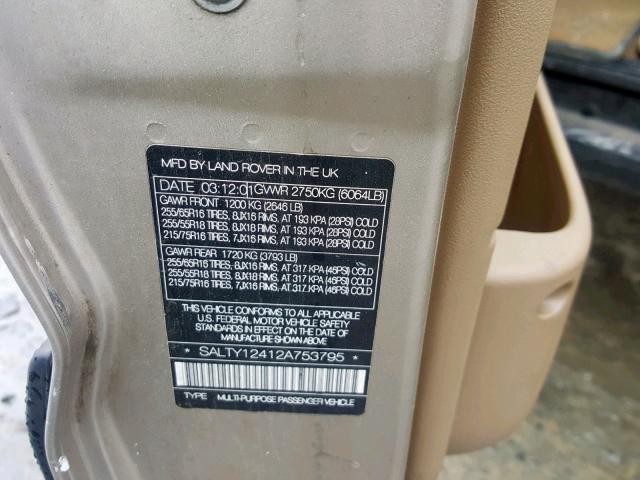 MFD BY LAND ROVER IN THE UK
DATE 03:12:01 GVWR 2750KG (6064LB)
GAWR FRONT 1200 KG (2646 LB)
255/65R16 TIRES, 8JX16 RIMS, AT 193 KPA (28PSI) COLD
255/55R18 TIRES, 8JX18 RIMS, AT 193 KPA (28PSI) COLD
215/75R16 TIRES, 7JX16 RIMS, AT 193 KPA (28PSI) COLD
GAWR REAR 1720 KG (3793 LB)
255/65R16 TIRES, 8JX16 RIMS, AT 317 KPA (46PSI) COLD
255/55R18 TIRES, 8JX18 RIMS, AT 317 KPA (46PSI) COLD
215/75R16 TIRES, 7JX16 RIMS, AT 317 KPA (46PSI) COLD
THIS VEHICLE CONFORMS TO ALL APPLICABLE
U.S. FEDERAL MOTOR VEHICLE SAFETY
STANDARDS IN EFFECT ON THE DATE OF
MANUFACTURE SHOWN ABOVE
* SALTY12412A753795 *
TYPE MULTI-PURPOSE PASSENGER VEHICLE